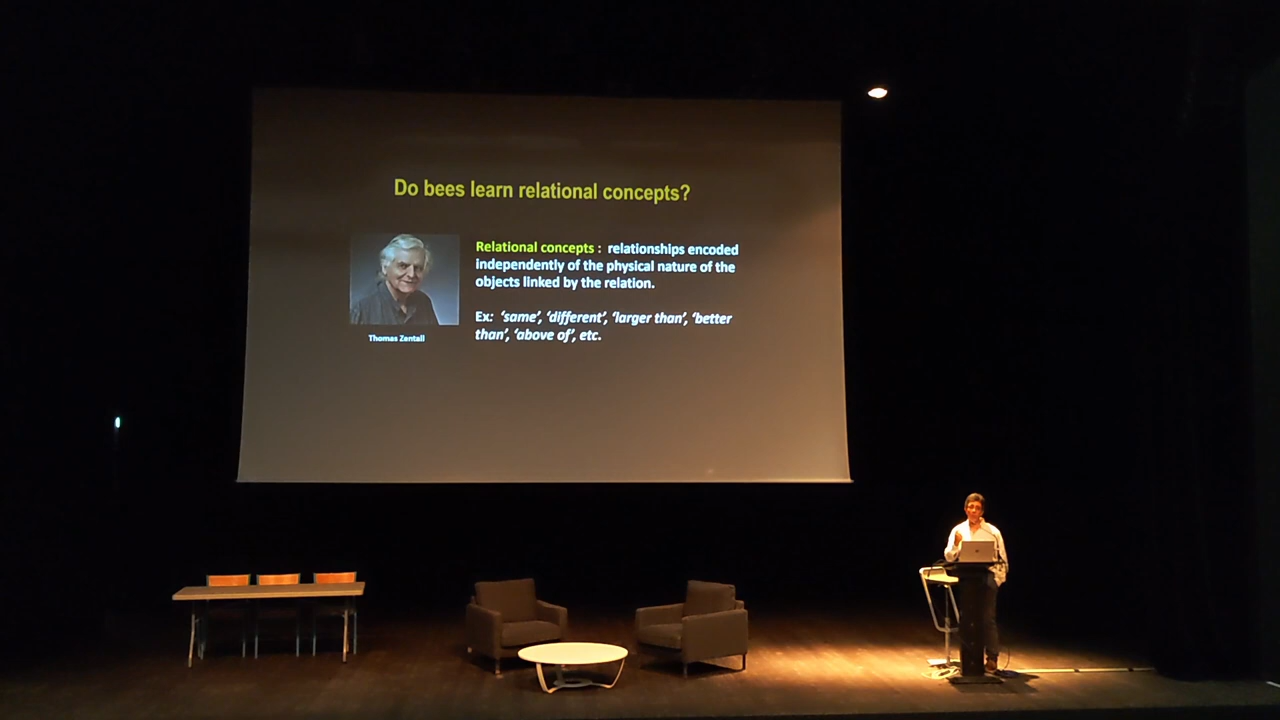 Do bees learn relational concepts?
Relational concepts : relationships encoded
independently of the physical nature of the
objects linked by the relation.
Ex: ‘same’, ‘different’, ‘larger than’, ‘better
than’, ‘above of’, etc.
Thomas Zentall